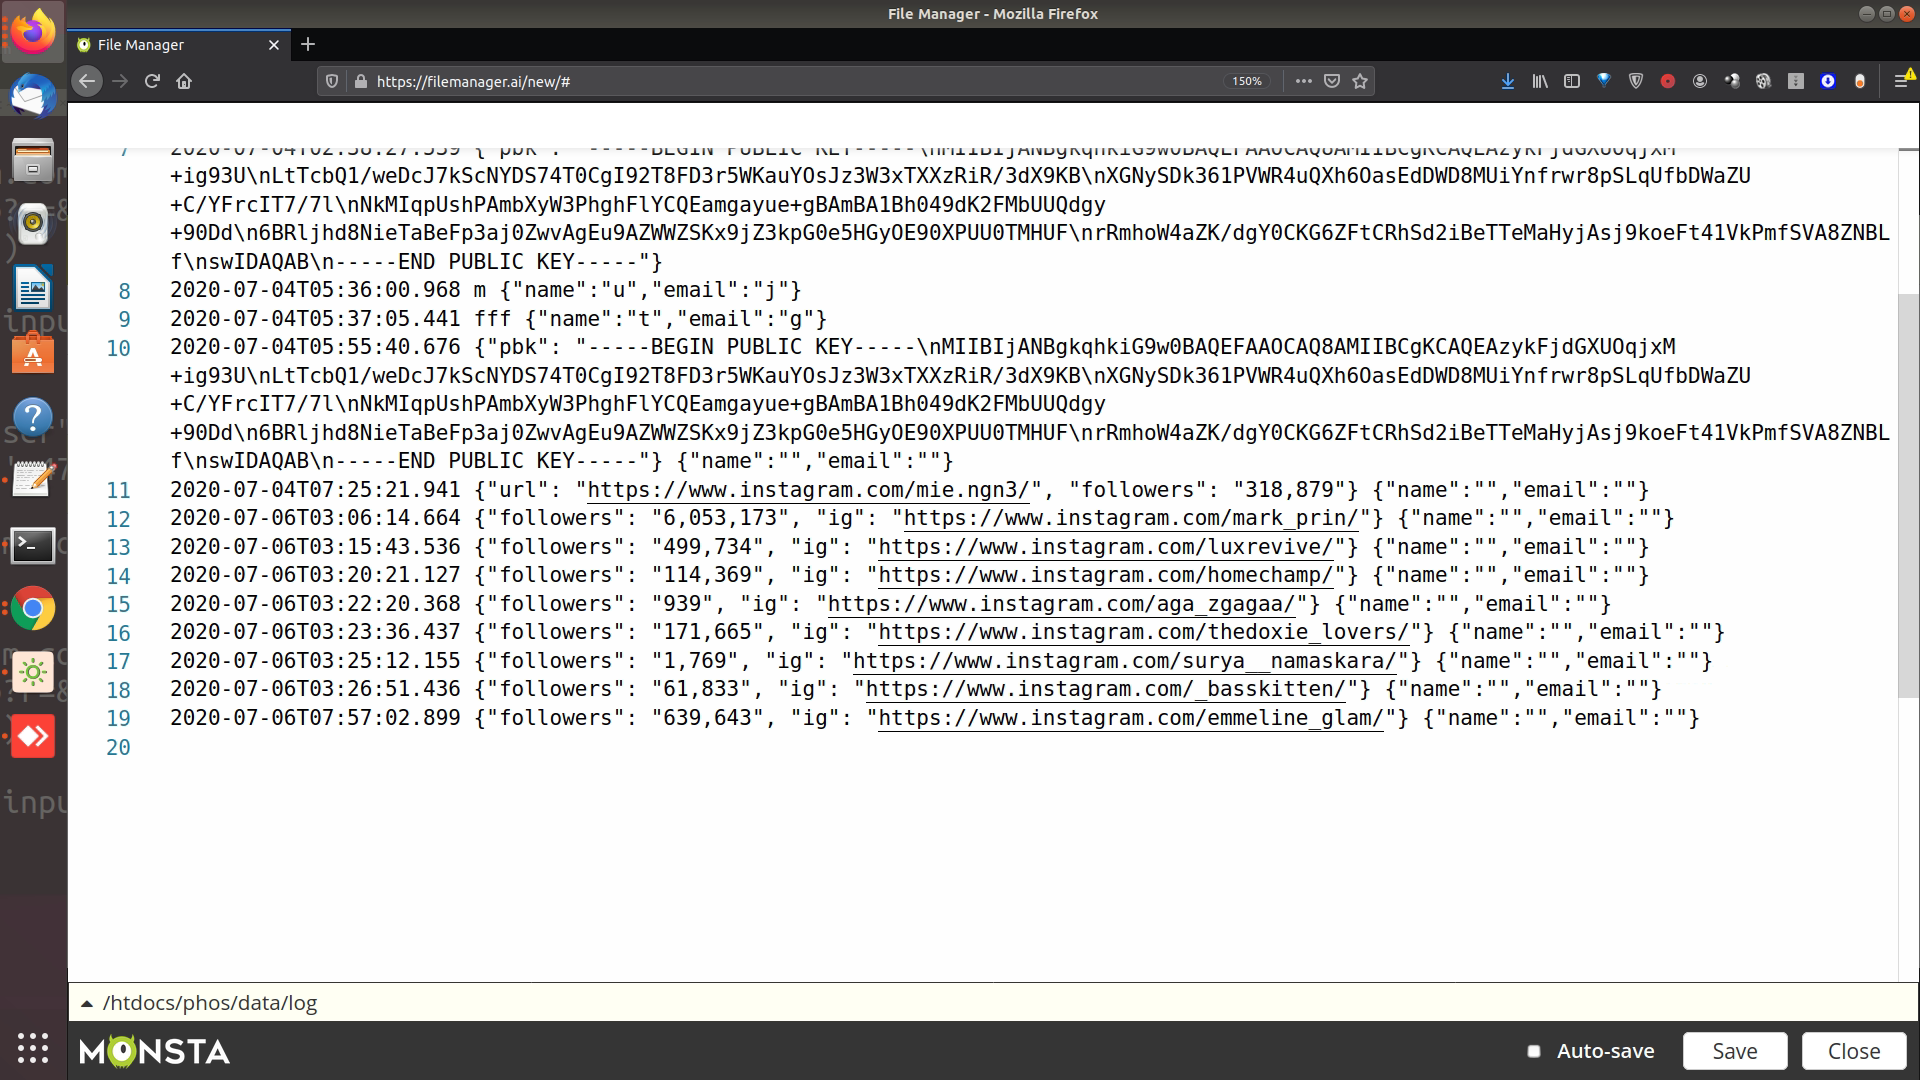 File Manager - Mozilla Firefox
File Manager
https://filemanager.ai/new/#
150%
7 2020-07-04T02:38:27.539 {"pbk": "-----BEGIN PUBLIC KEY-----\nMIIBIjANBgkqhkiG9w0BAQEFAAOCAQ8AMIIBCgKCAQEAzykFjdGXUOqjxM
+ig93U\nLtTcbQ1/weDcJ7kScNYDS74T0CgI92T8FD3r5WKauYOsJz3W3xTXXzRiR/3dX9KB\nXGNySDk361PVWR4uQXh6OasEdDWD8MUiYnfrwr8pSLqUfbDWaZU
+C/YFrcIT7/7l\nNkMIqpUshPAmbXyW3PhghFlYCQEamgayue+gBAmBA1Bh049dK2FMbUUQdgy
+90Dd\n6BRljhd8NieTaBeFp3aj0ZwvAgEu9AZWWZSKx9jZ3kpG0e5HGyOE90XPUU0TMHUF\nrRmhoW4aZK/dgY0CKG6ZFtCRhSd2iBeTTeMaHyjAsj9koeFt41VkPmfSVA8ZNBL
f\nswIDAQAB\n-----END PUBLIC KEY-----"}
8 2020-07-04T05:36:00.968 m {"name":"u","email":"j"}
9 2020-07-04T05:37:05.441 fff {"name":"t","email":"g"}
10 2020-07-04T05:55:40.676 {"pbk": "-----BEGIN PUBLIC KEY-----\nMIIBIjANBgkqhkiG9w0BAQEFAAOCAQ8AMIIBCgKCAQEAzykFjdGXUOqjxM
+ig93U\nLtTcbQ1/weDcJ7kScNYDS74T0CgI92T8FD3r5WKauYOsJz3W3xTXXzRiR/3dX9KB\nXGNySDk361PVWR4uQXh6OasEdDWD8MUiYnfrwr8pSLqUfbDWaZU
+C/YFrcIT7/7l\nNkMIqpUshPAmbXyW3PhghFlYCQEamgayue+gBAmBA1Bh049dK2FMbUUQdgy
+90Dd\n6BRljhd8NieTaBeFp3aj0ZwvAgEu9AZWWZSKx9jZ3kpG0e5HGyOE90XPUU0TMHUF\nrRmhoW4aZK/dgY0CKG6ZFtCRhSd2iBeTTeMaHyjAsj9koeFt41VkPmfSVA8ZNBL
f\nswIDAQAB\n-----END PUBLIC KEY-----"} {"name":"","email":""}
11 2020-07-04T07:25:21.941 {"url": "https://www.instagram.com/mie.ngn3/", "followers": "318,879"} {"name":"","email":""}
12 2020-07-06T03:06:14.664 {"followers": "6,053,173", "ig": "https://www.instagram.com/mark_prin/"} {"name":"","email":""}
13 2020-07-06T03:15:43.536 {"followers": "499,734", "ig": "https://www.instagram.com/luxrevive/"} {"name":"","email":""}
14 2020-07-06T03:20:21.127 {"followers": "114,369", "ig": "https://www.instagram.com/homechamp/"} {"name":"","email":""}
15 2020-07-06T03:22:20.368 {"followers": "939", "ig": "https://www.instagram.com/aga_zgagaa/"} {"name":"","email":""}
16 2020-07-06T03:23:36.437 {"followers": "171,665", "ig": "https://www.instagram.com/thedoxie_lovers/"} {"name":"","email":""}
17 2020-07-06T03:25:12.155 {"followers": "1,769", "ig": "https://www.instagram.com/surya__namaskara/"} {"name":"","email":""}
18 2020-07-06T03:26:51.436 {"followers": "61,833", "ig": "https://www.instagram.com/_basskitten/"} {"name":"","email":""}
19 2020-07-06T07:57:02.899 {"followers": "639,643", "ig": "https://www.instagram.com/emmeline_glam/"} {"name":"","email":""}
20
/htdocs/phos/data/log
MONSTA
Auto-save
Save
Close